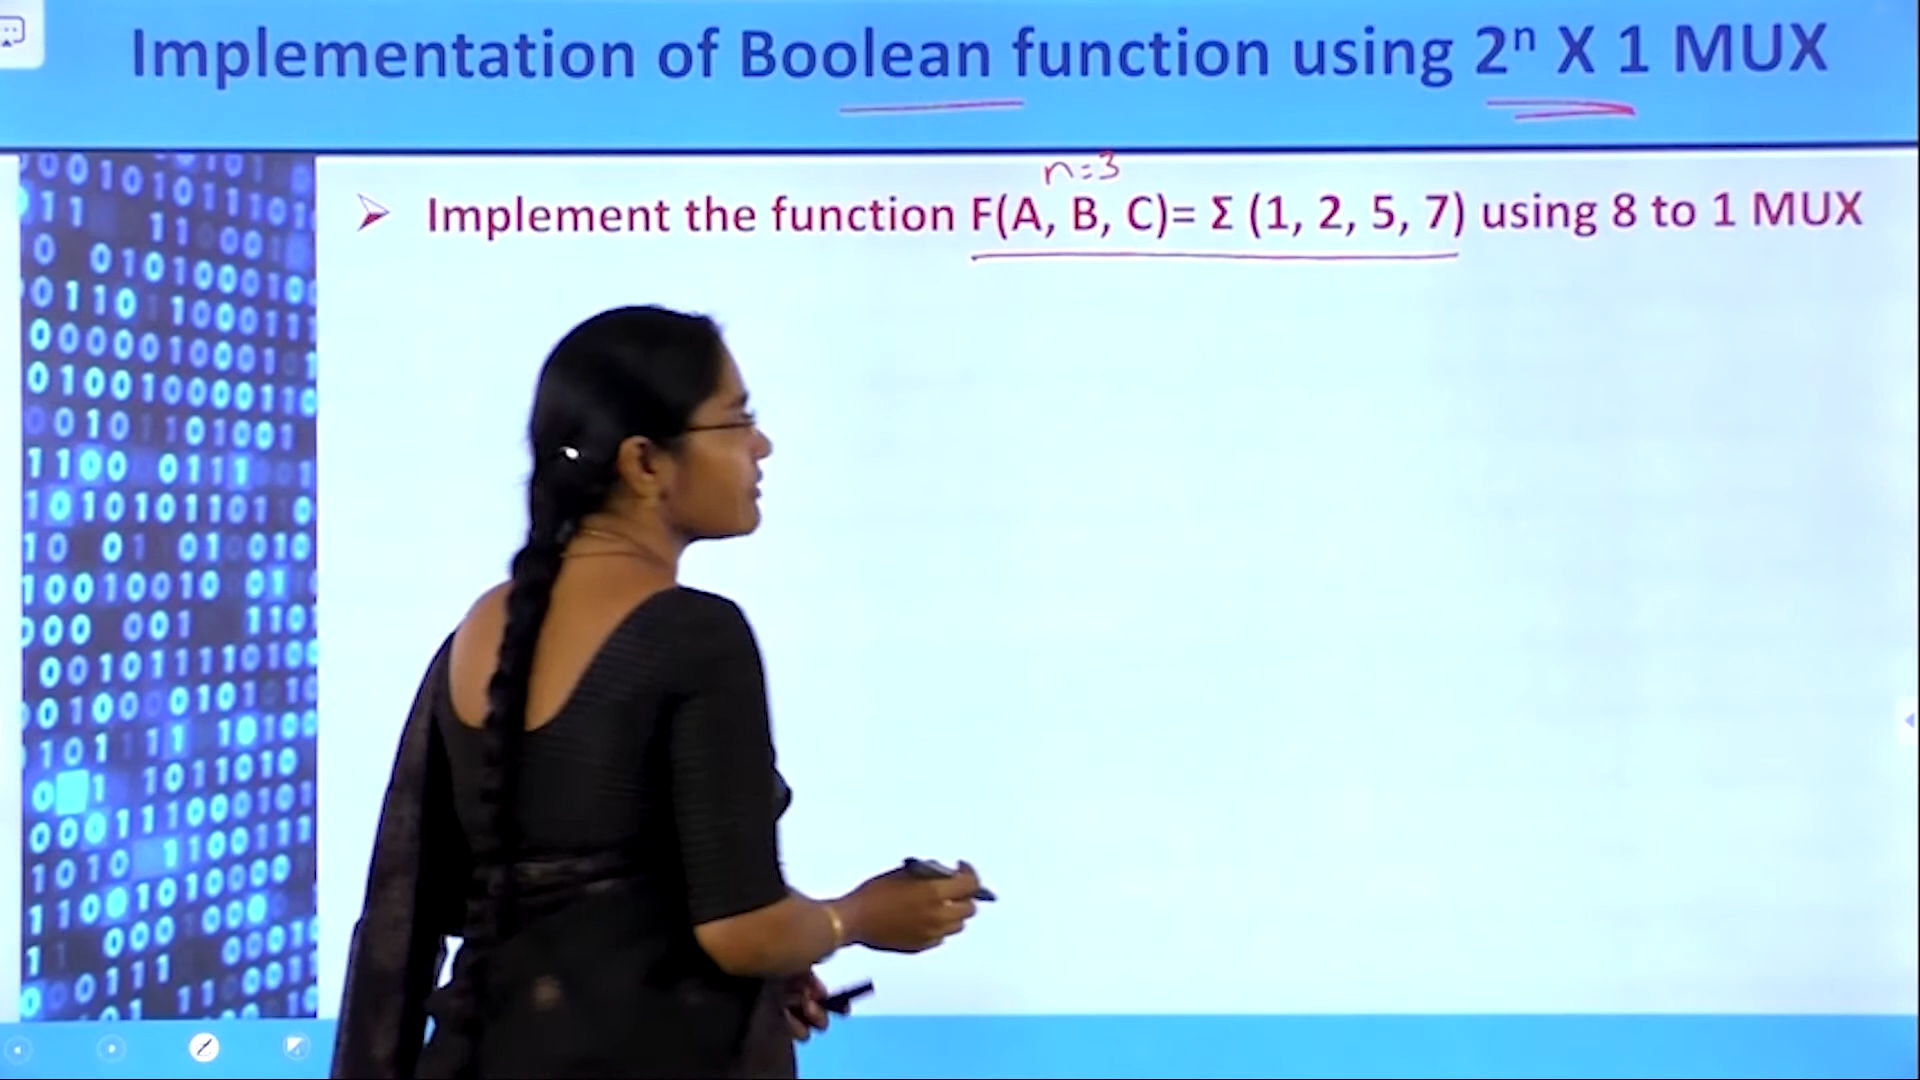 Implementation of Boolean function using 2ⁿ X 1 MUX
n=3
Implement the function F(A, B, C)= Σ (1, 2, 5, 7) using 8 to 1 MUX